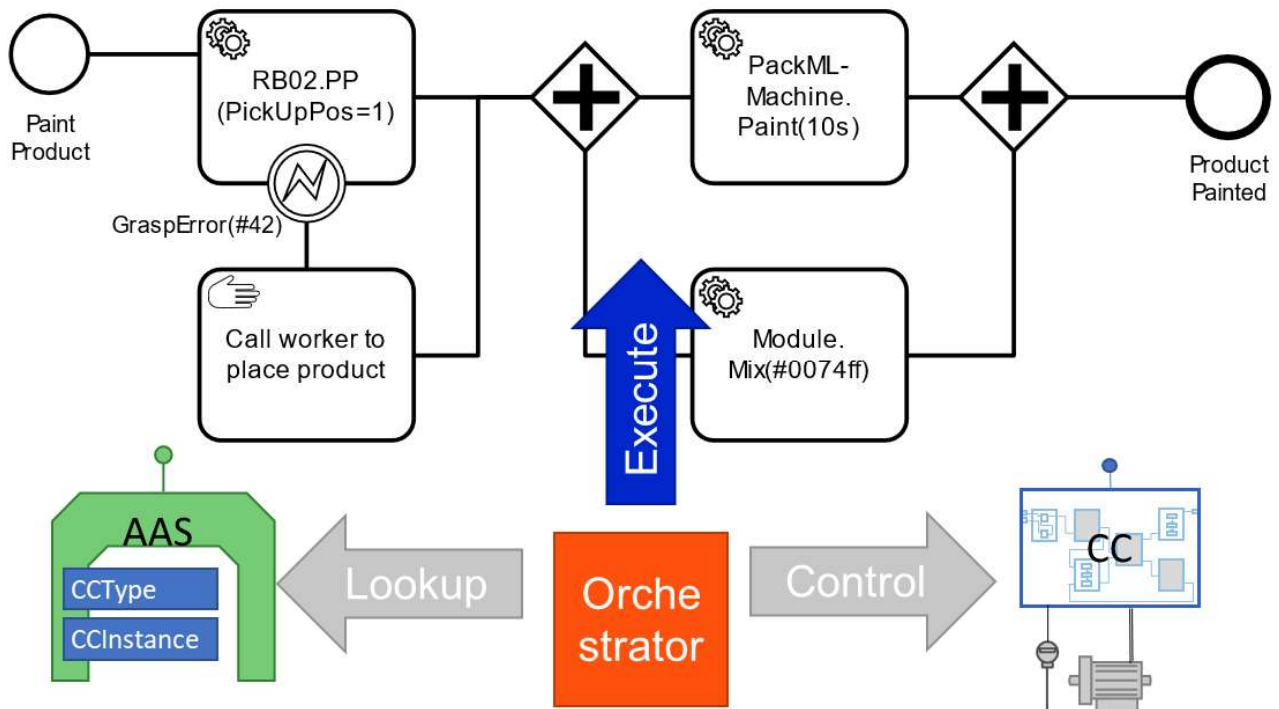 Paint
Product
RB02.PP
(PickUpPos=1)
GraspError(#42)
Call worker to
place product
PackML-
Machine.
Paint(10s)
Module.
Mix(#0074ff)
Product
Painted
Execute
AAS
CCType
CCInstance
Lookup
Orche
strator
Control
CC